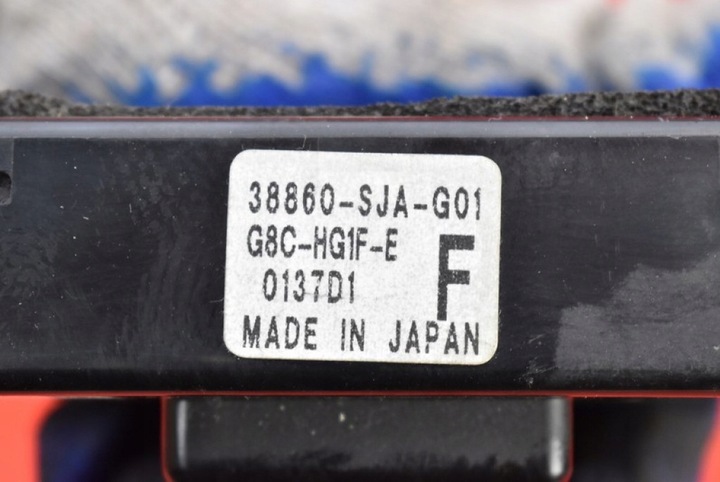 38860-SJA-G01
G8C-HG1F-E
F
0137D1
MADE IN JAPAN